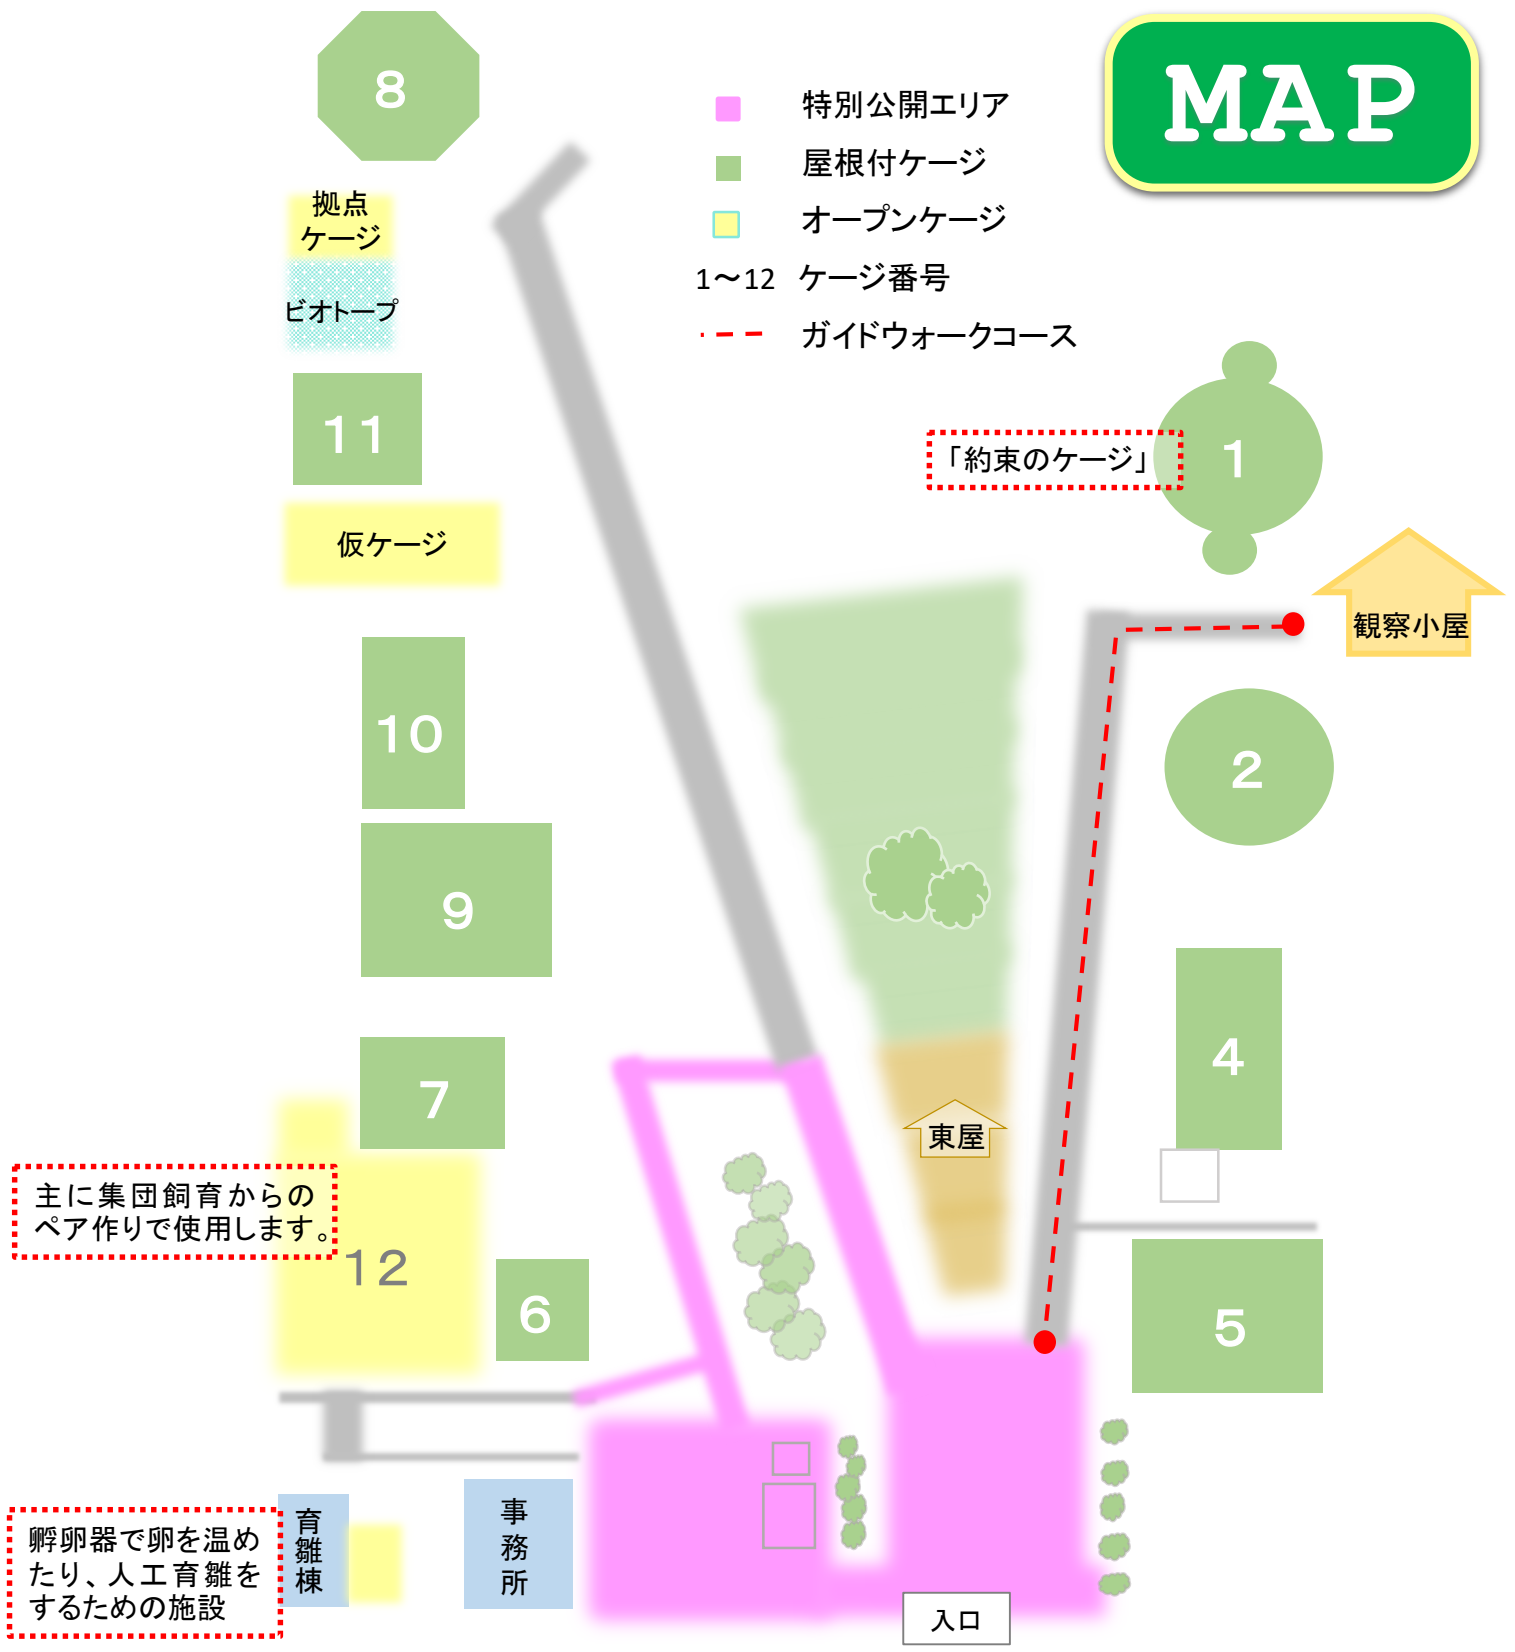 MAP
特別公開エリア
屋根付ケージ
オープンケージ
1～12 ケージ番号
ガイドウォークコース
8
拠点
ケージ
ビオトープ
11
仮ケージ
「約束のケージ」
1
観察小屋
10
2
9
4
7
東屋
主に集団飼育からの
ペア作りで使用します。
12
6
5
育雛棟
事務所
孵卵器で卵を温め
たり、人工育雛を
するための施設
入口